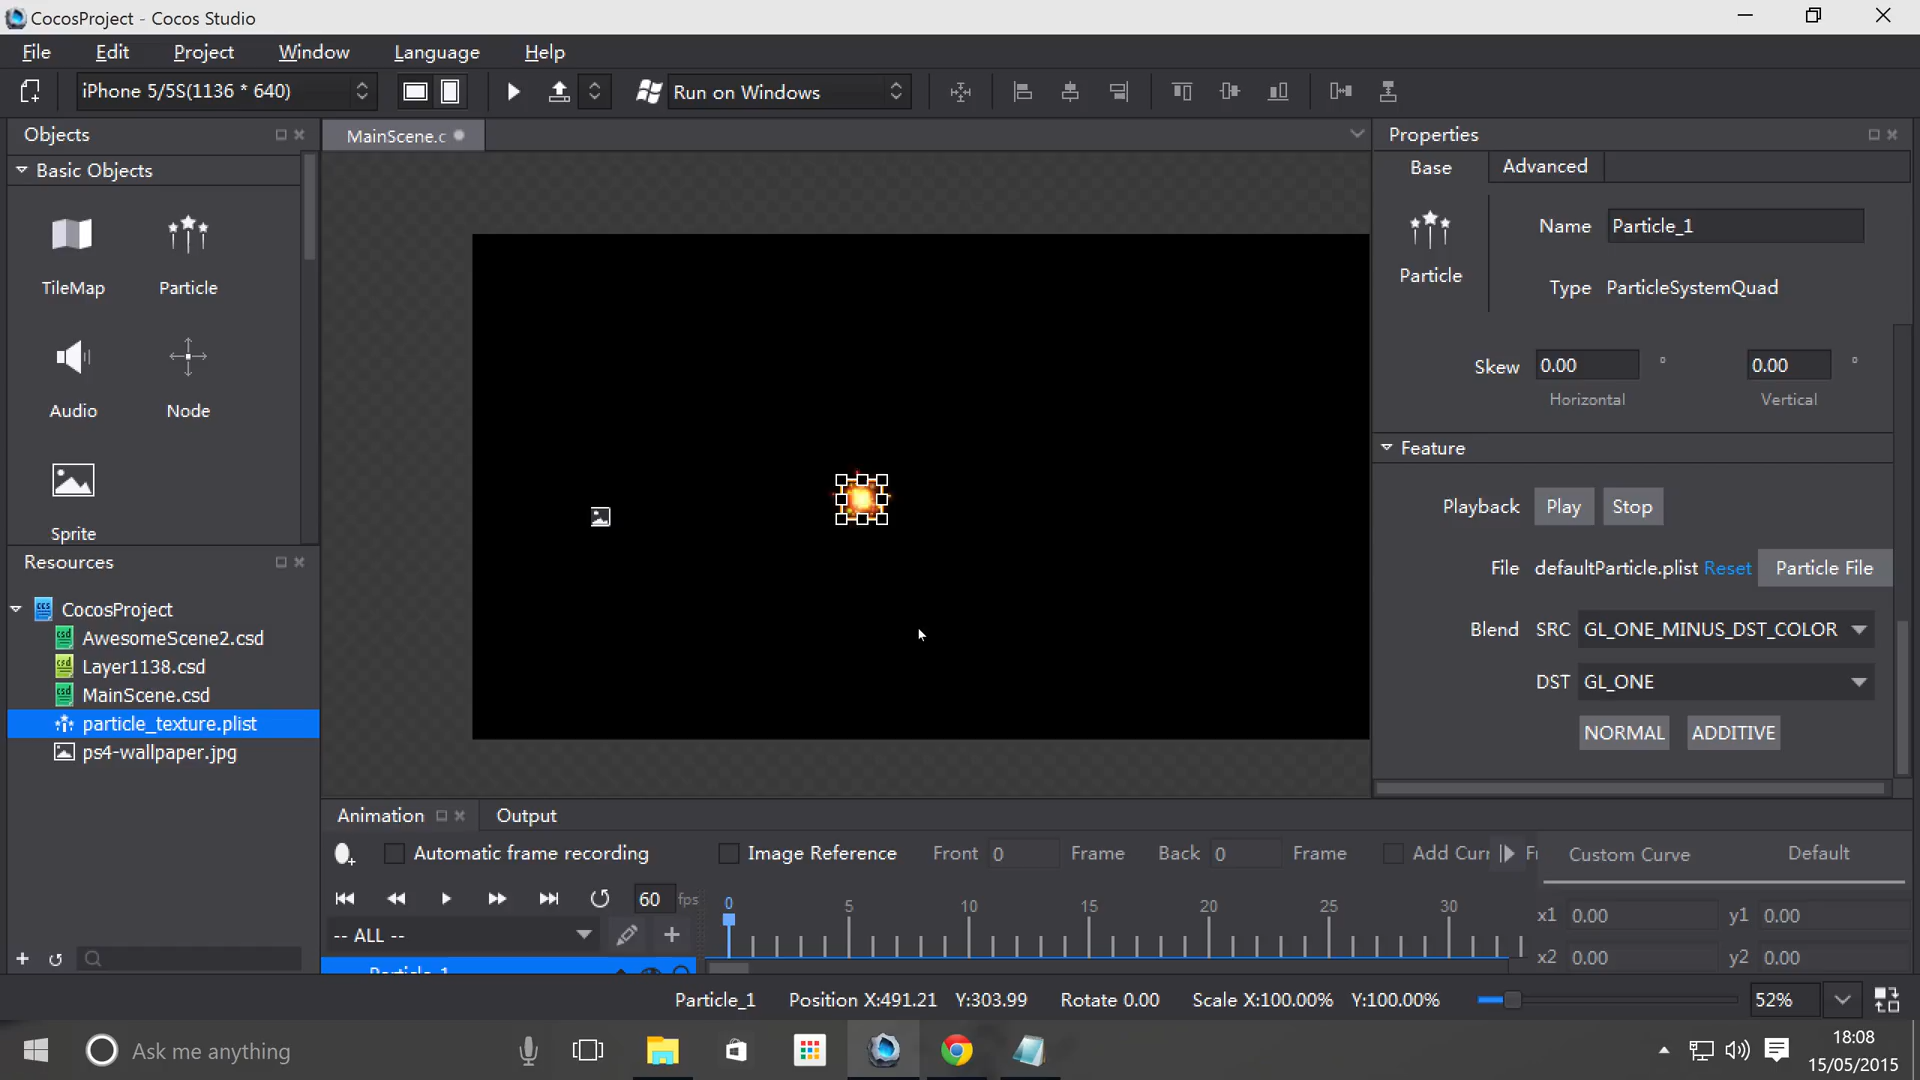 CocosProject - Cocos Studio
File Edit Project Window Language Help
iPhone 5/5S(1136 * 640)
Run on Windows
Objects
Basic Objects
TileMap
Particle
Audio
Node
Sprite
Resources
CocosProject
AwesomeScene2.csd
Layer1138.csd
MainScene.csd
particle_texture.plist
ps4-wallpaper.jpg
MainScene.c
Properties
Base Advanced
Particle
Name Particle_1
Type ParticleSystemQuad
Skew 0.00 ° 0.00 °
Horizontal Vertical
Feature
Playback Play Stop
File defaultParticle.plist Reset Particle File
Blend SRC GL_ONE_MINUS_DST_COLOR
DST GL_ONE
NORMAL ADDITIVE
Animation Output
Automatic frame recording Image Reference Front 0 Frame Back 0 Frame Add Curr Fr Custom Curve Default
60 fps 0 5 10 15 20 25 30
-- ALL --
x1 0.00 y1 0.00
x2 0.00 y2 0.00
Particle_1
Particle_1 Position X:491.21 Y:303.99 Rotate 0.00 Scale X:100.00% Y:100.00% 52%
Ask me anything
18:08
15/05/2015